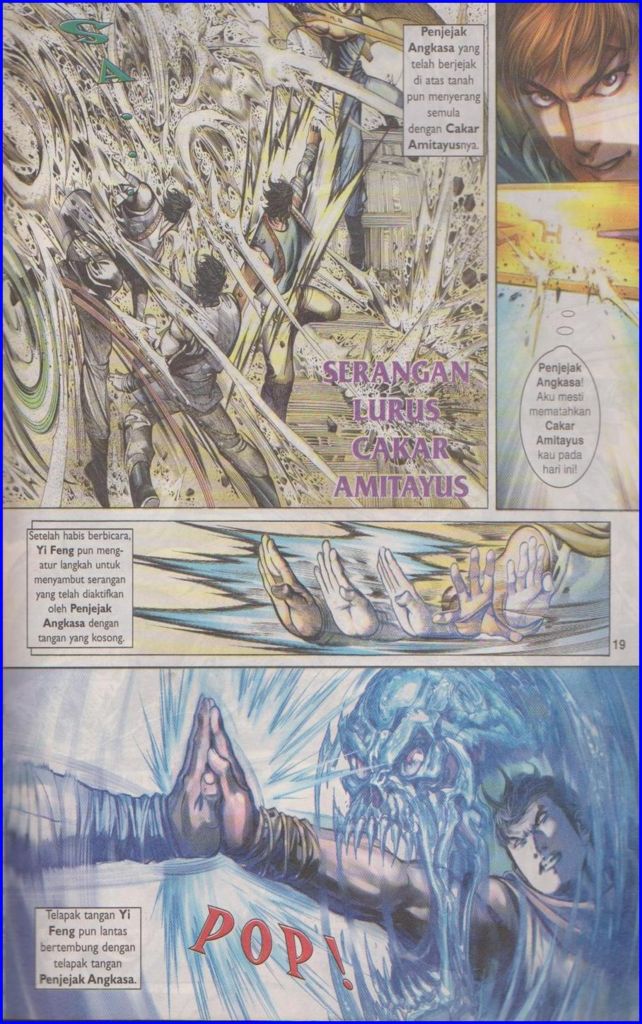 SA...
Penjejak
Angkasa yang
telah berjejak
di atas tanah
pun menyerang
semula
dengan Cakar
Amitayusnya.
SERANGAN
LURUS
CAKAR
AMITAYUS
Penjejak
Angkasa!
Aku mesti
mematahkan
Cakar
Amitayus
kau pada
hari ini!
Setelah habis berbicara,
Yi Feng pun meng-
atur langkah untuk
menyambut serangan
yang telah diaktifkan
oleh Penjejak
Angkasa dengan
tangan yang kosong.
19
Telapak tangan Yi
Feng pun lantas
bertembung dengan
telapak tangan
Penjejak Angkasa.
POP!